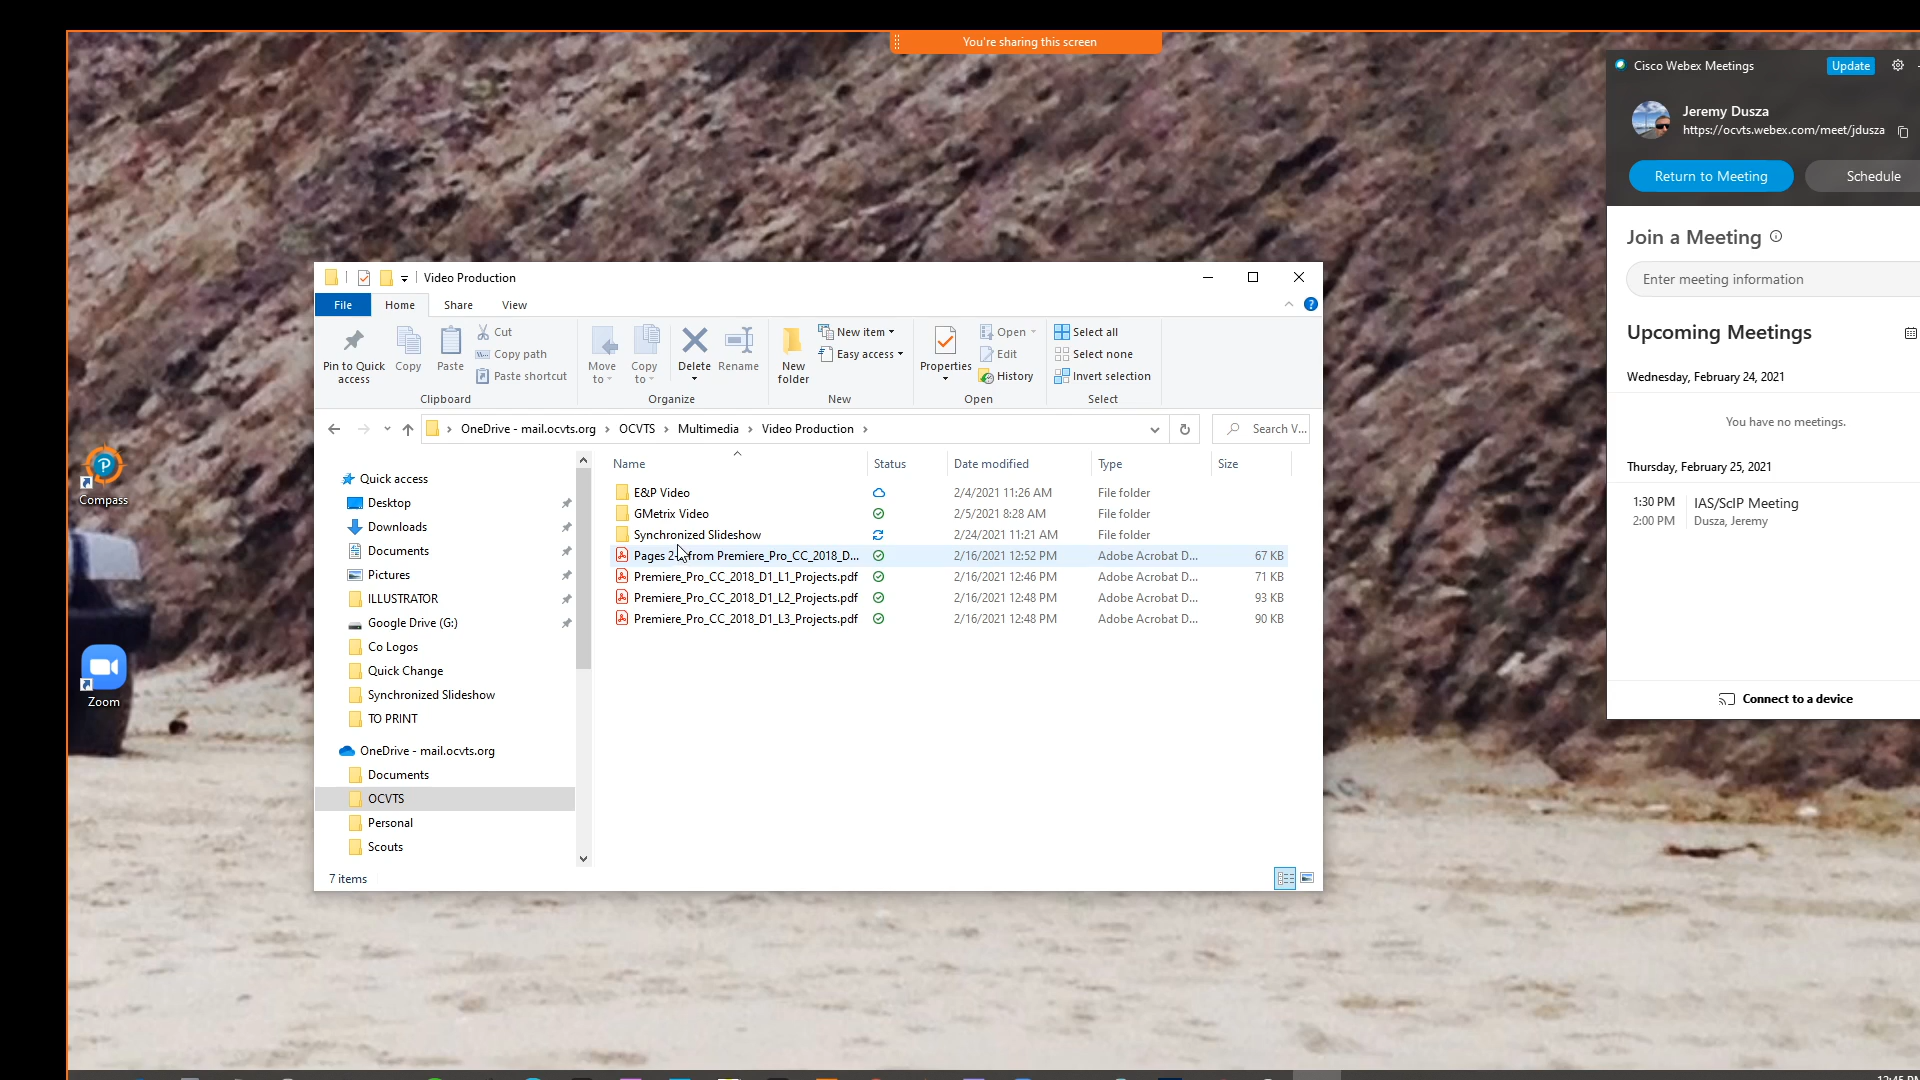 You're sharing this screen
Cisco Webex Meetings
Update
Jeremy Dusza
https://ocvts.webex.com/meet/jdusza
Return to Meeting
Schedule
Join a Meeting
Enter meeting information
Upcoming Meetings
Wednesday, February 24, 2021
You have no meetings.
Thursday, February 25, 2021
1:30 PM IAS/ScIP Meeting
2:00 PM Dusza, Jeremy
Connect to a device
Compass
Zoom
Video Production
File Home Share View
Pin to Quick access
Copy
Paste
Cut
Copy path
Paste shortcut
Clipboard
Move to
Copy to
Delete
Rename
Organize
New folder
New item
Easy access
New
Properties
Open
Edit
History
Open
Select all
Select none
Invert selection
Select
OneDrive - mail.ocvts.org > OCVTS > Multimedia > Video Production >
Search V...
Quick access
Desktop
Downloads
Documents
Pictures
ILLUSTRATOR
Google Drive (G:)
Co Logos
Quick Change
Synchronized Slideshow
TO PRINT
OneDrive - mail.ocvts.org
Documents
OCVTS
Personal
Scouts
Name Status Date modified Type Size
E&P Video 2/4/2021 11:26 AM File folder
GMetrix Video 2/5/2021 8:28 AM File folder
Synchronized Slideshow 2/24/2021 11:21 AM File folder
Pages 2- from Premiere_Pro_CC_2018_D... 2/16/2021 12:52 PM Adobe Acrobat D... 67 KB
Premiere_Pro_CC_2018_D1_L1_Projects.pdf 2/16/2021 12:46 PM Adobe Acrobat D... 71 KB
Premiere_Pro_CC_2018_D1_L2_Projects.pdf 2/16/2021 12:48 PM Adobe Acrobat D... 93 KB
Premiere_Pro_CC_2018_D1_L3_Projects.pdf 2/16/2021 12:48 PM Adobe Acrobat D... 90 KB
7 items